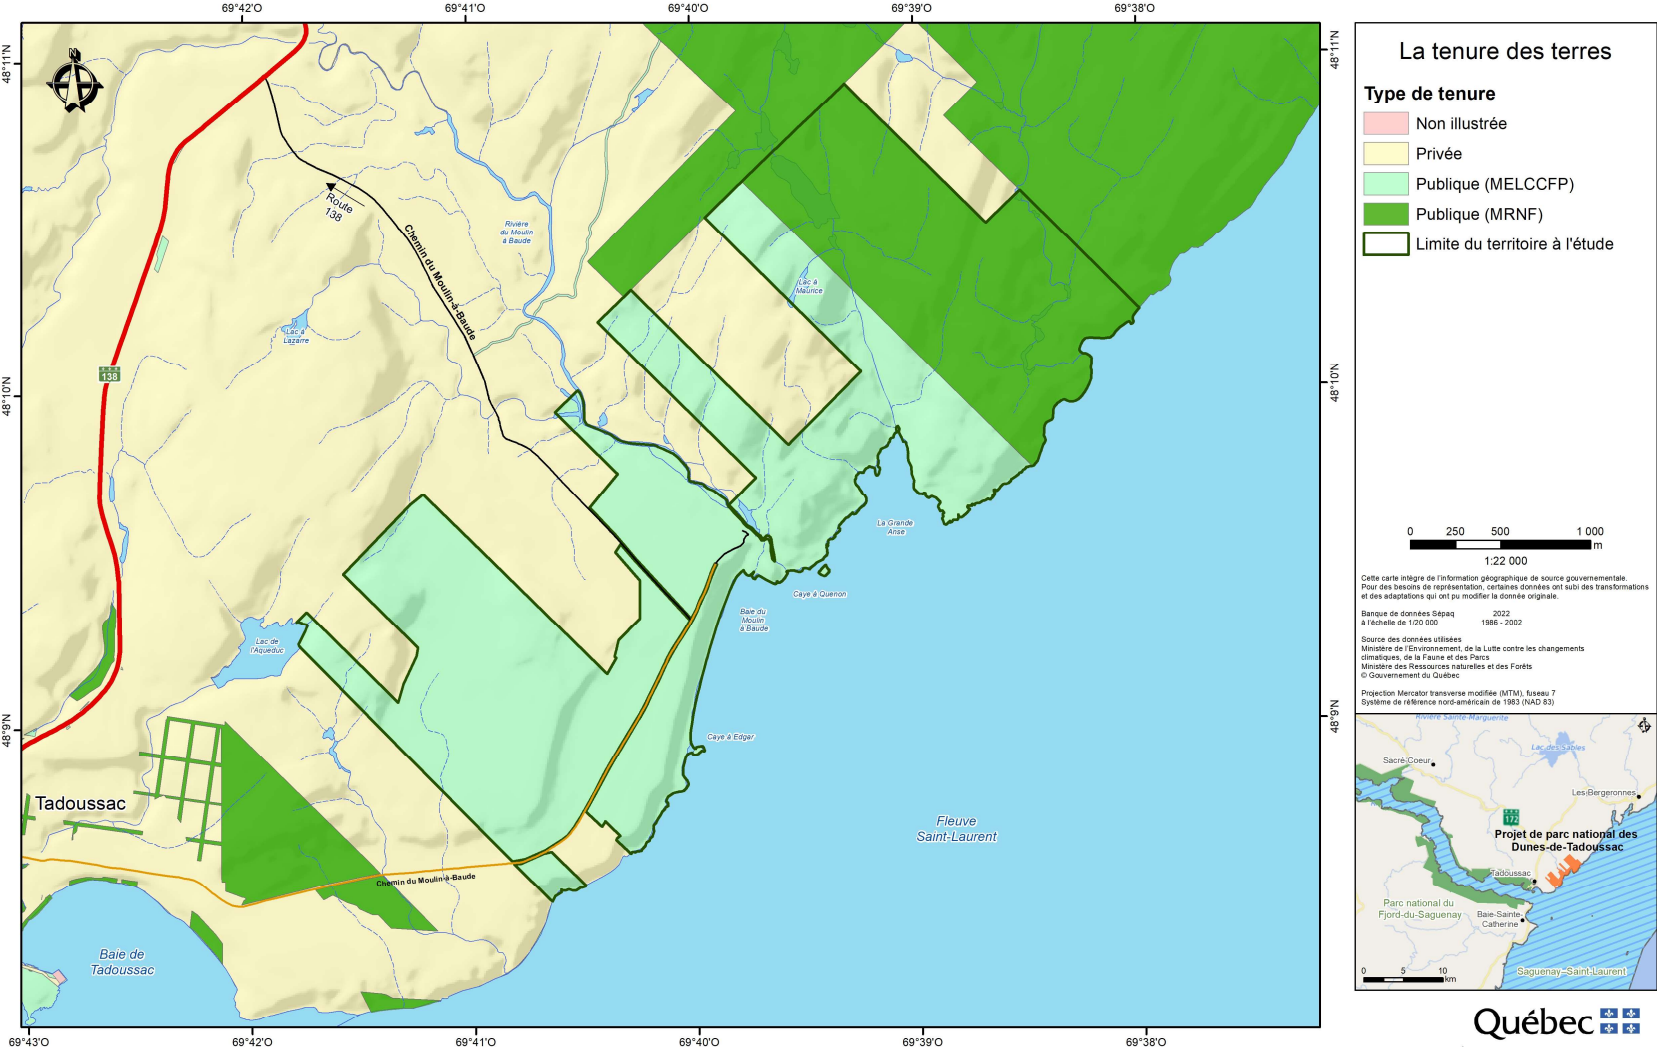 69°42'O
69°41'O
69°40'O
69°39'O
69°38'O
48°11'N
48°10'N
48°9'N
48°11'N
48°10'N
48°9'N
N
Route
138
Chemin du Moulin-à-Baude
Rivière
du Moulin
à Baude
Lac à
Maurice
Lac à
Lazarre
138
La Grande
Anse
Caye à Quenon
Baie du
Moulin
à Baude
Lac de
l'Aqueduc
Caye à Edgar
Tadoussac
Fleuve
Saint-Laurent
Chemin du Moulin-à-Baude
Baie de
Tadoussac
69°43'O
69°42'O
69°41'O
69°40'O
69°39'O
69°38'O
La tenure des terres
Type de tenure
Non illustrée
Privée
Publique (MELCCFP)
Publique (MRNF)
Limite du territoire à l'étude
0 250 500 1 000
m
1:22 000
Cette carte intègre de l'information géographique de source gouvernementale.
Pour des besoins de représentation, certaines données ont subi des transformations
et des adaptations qui ont pu modifier la donnée originale.
Banque de données Sépaq 2022
à l'échelle de 1/20 000 1986 - 2002
Source des données utilisées
Ministère de l'Environnement, de la Lutte contre les changements
climatiques, de la Faune et des Parcs
Ministère des Ressources naturelles et des Forêts
© Gouvernement du Québec
Projection Mercator transverse modifiée (MTM), fuseau 7
Système de référence nord-américain de 1983 (NAD 83)
Rivière Sainte-Marguerite
Lac des Sables
Sacré-Coeur
Les Bergeronnes
172
Projet de parc national des
Dunes-de-Tadoussac
Tadoussac
Parc national du
Fjord-du-Saguenay
Baie-Sainte-
Catherine
Saguenay–Saint-Laurent
0 5 10
km
Québec